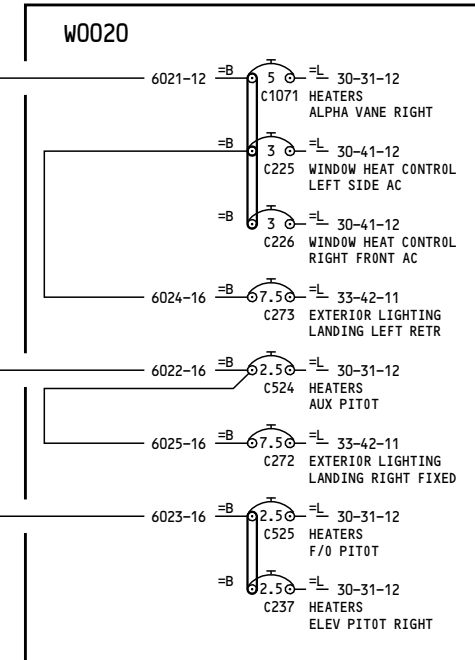 W0020
6021-12 =B 5 =L 30-31-12
C1071 HEATERS
ALPHA VANE RIGHT
=B 3 =L 30-41-12
C225 WINDOW HEAT CONTROL
LEFT SIDE AC
=B 3 =L 30-41-12
C226 WINDOW HEAT CONTROL
RIGHT FRONT AC
6024-16 =B 7.5 =L 33-42-11
C273 EXTERIOR LIGHTING
LANDING LEFT RETR
6022-16 =B 2.5 =L 30-31-12
C524 HEATERS
AUX PITOT
6025-16 =B 7.5 =L 33-42-11
C272 EXTERIOR LIGHTING
LANDING RIGHT FIXED
6023-16 =B 2.5 =L 30-31-12
C525 HEATERS
F/O PITOT
=B 2.5 =L 30-31-12
C237 HEATERS
ELEV PITOT RIGHT